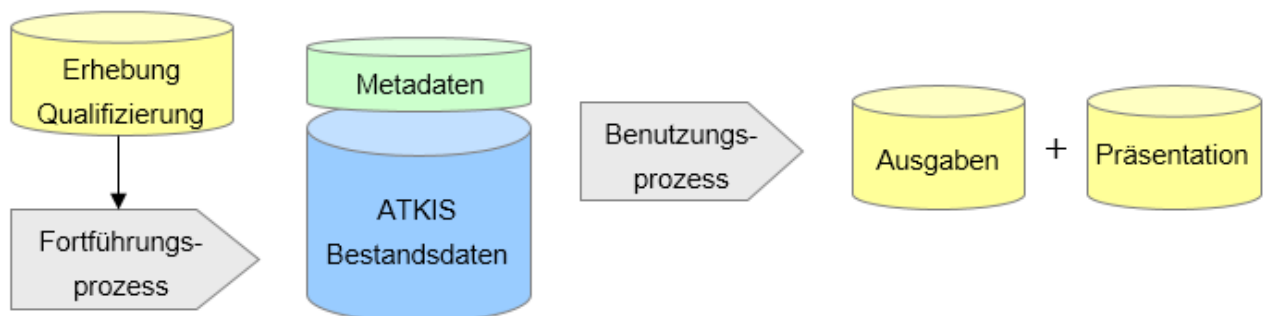 Erhebung
Qualifizierung
Fortführungs-
prozess
Metadaten
ATKIS
Bestandsdaten
Benutzungs-
prozess
Ausgaben
+
Präsentation